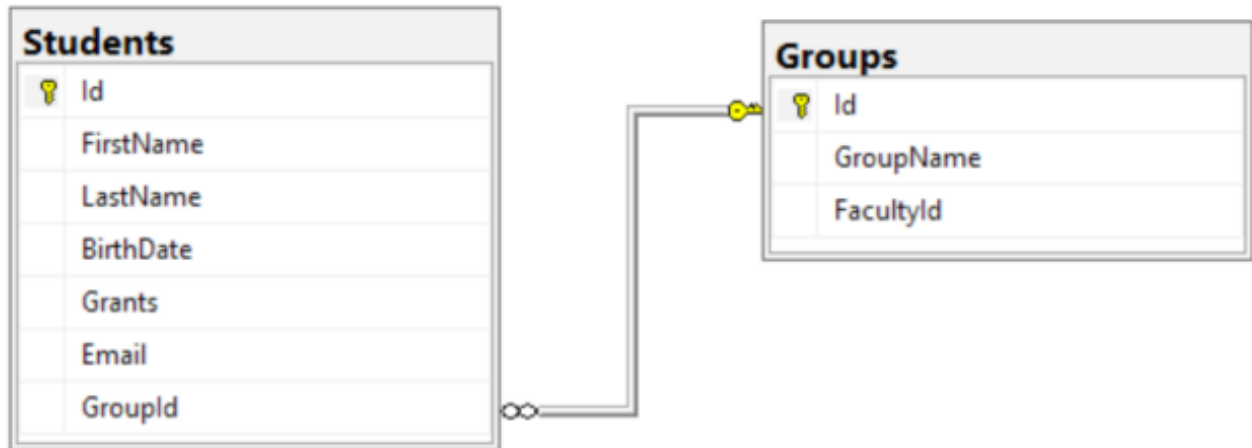 Students
Id
FirstName
LastName
BirthDate
Grants
Email
GroupId
Groups
Id
GroupName
FacultyId